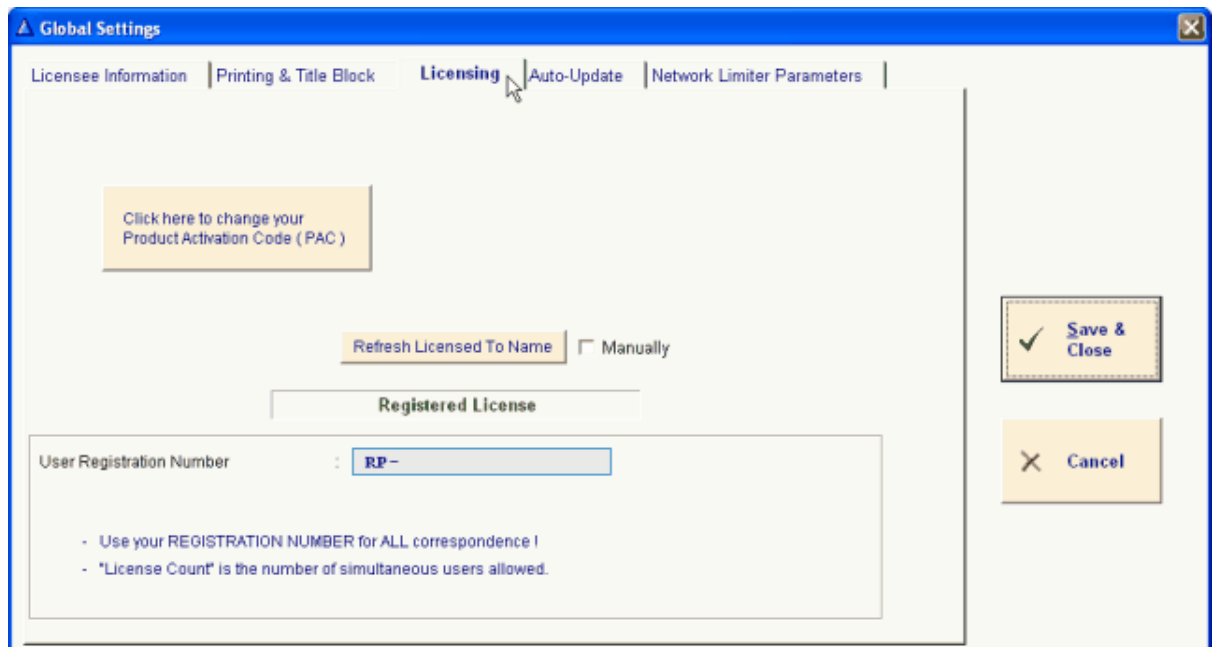 Global Settings
Licensee Information Printing & Title Block Licensing Auto-Update Network Limiter Parameters
Click here to change your
Product Activation Code ( PAC )
Refresh Licensed To Name Manually
Save &
Close
Registered License
User Registration Number : RP-
Cancel
- Use your REGISTRATION NUMBER for ALL correspondence !
- "License Count" is the number of simultaneous users allowed.